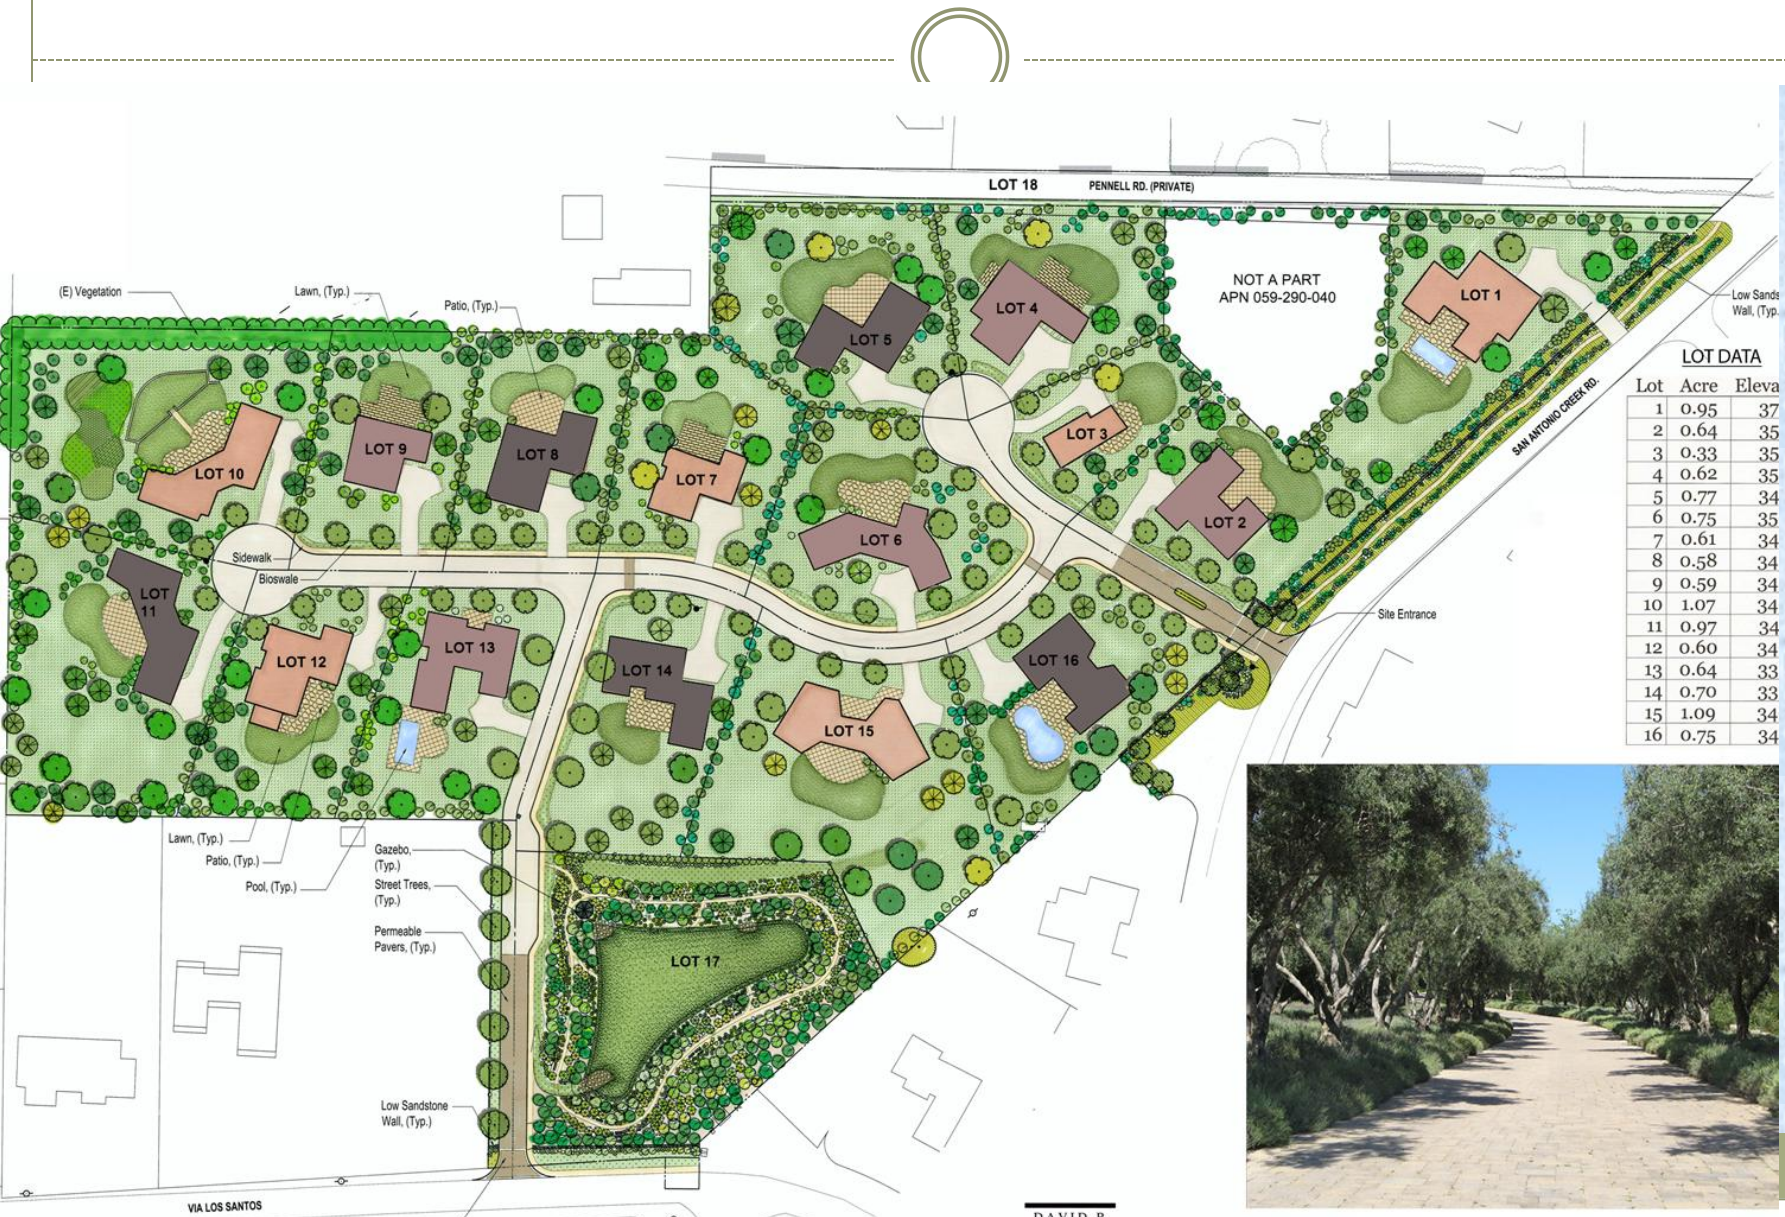 LOT 18
PENNELL RD. (PRIVATE)
NOT A PART
APN 059-290-040
LOT 1
LOT 4
LOT 5
(E) Vegetation
Lawn, (Typ.)
Patio, (Typ.)
Low Sands
Wall, (Typ.
SAN ANTONIO CREEK RD.
LOT DATA
Lot Acre Eleva
1 0.95 37
2 0.64 35
3 0.33 35
4 0.62 35
5 0.77 34
6 0.75 35
7 0.61 34
8 0.58 34
9 0.59 34
10 1.07 34
11 0.97 34
12 0.60 34
13 0.64 33
14 0.70 33
15 1.09 34
16 0.75 34
LOT 3
LOT 9
LOT 8
LOT 10
LOT 7
LOT 2
LOT 6
Sidewalk
Bioswale
LOT
11
Site Entrance
LOT 12
LOT 13
LOT 14
LOT 16
LOT 15
Lawn, (Typ.)
Patio, (Typ.)
Pool, (Typ.)
Gazebo,
(Typ.)
Street Trees,
(Typ.)
Permeable
Pavers, (Typ.)
LOT 17
Low Sandstone
Wall, (Typ.)
VIA LOS SANTOS
DAVID B